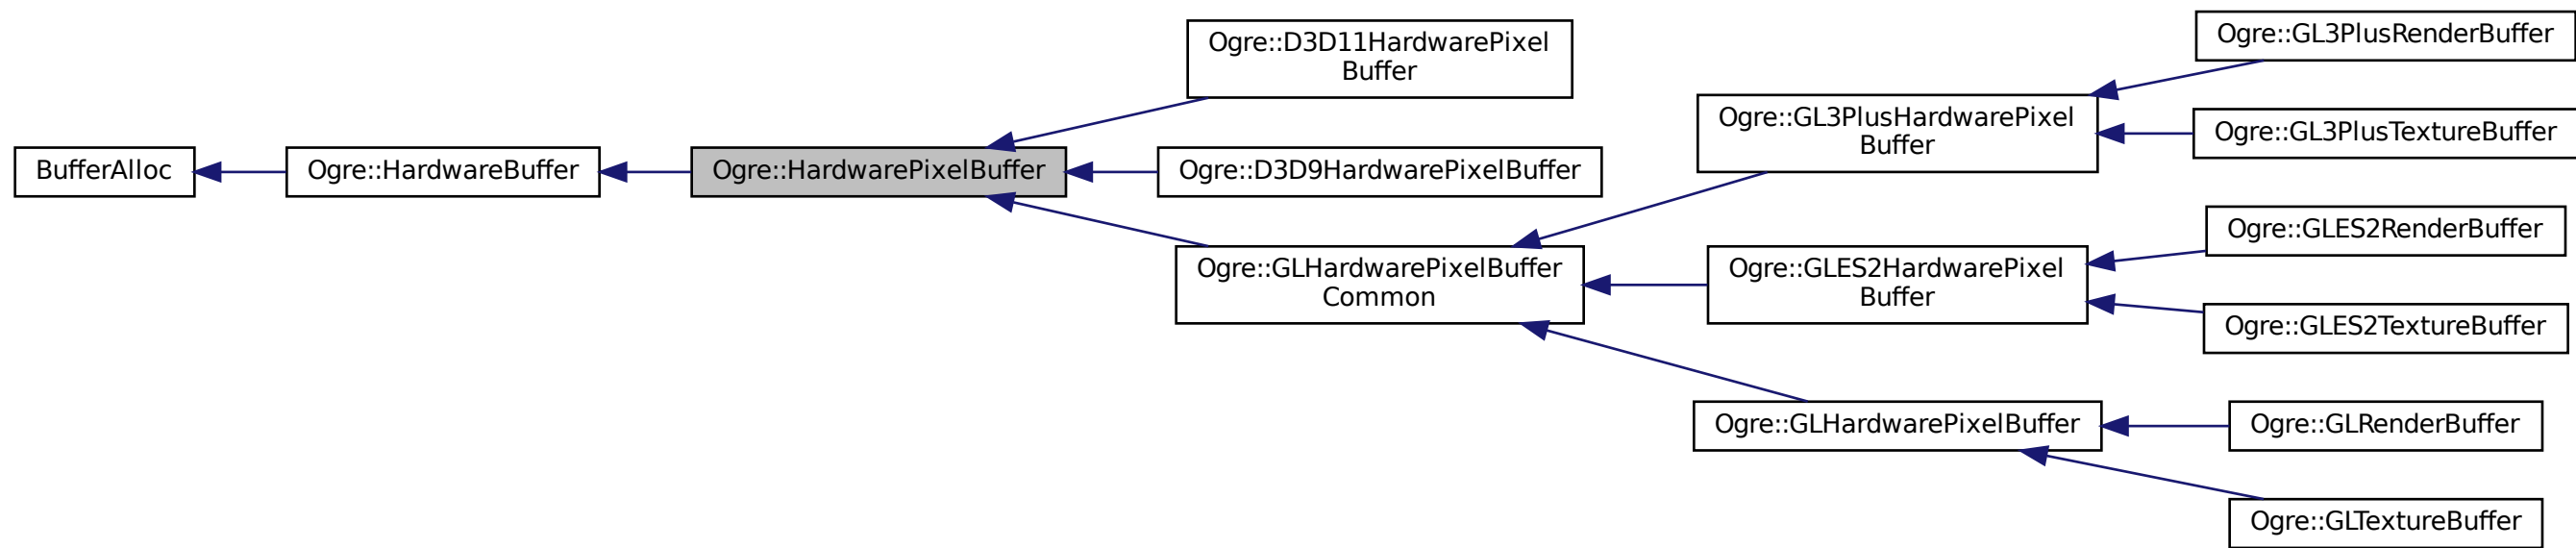 BufferAlloc
Ogre::HardwareBuffer
Ogre::HardwarePixelBuffer
Ogre::D3D11HardwarePixel
Buffer
Ogre::D3D9HardwarePixelBuffer
Ogre::GLHardwarePixelBuffer
Common
Ogre::GL3PlusHardwarePixel
Buffer
Ogre::GLES2HardwarePixel
Buffer
Ogre::GLHardwarePixelBuffer
Ogre::GL3PlusRenderBuffer
Ogre::GL3PlusTextureBuffer
Ogre::GLES2RenderBuffer
Ogre::GLES2TextureBuffer
Ogre::GLRenderBuffer
Ogre::GLTextureBuffer